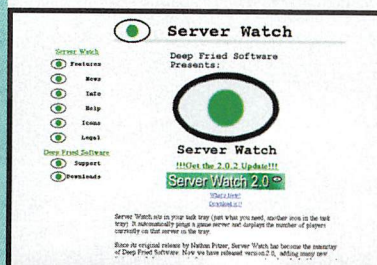 Server Watch
Server Watch
Features
News
Info
Help
Icons
Legal
Deep Fried Software
Support
Downloads
Deep Fried Software
Presents:
Server Watch
!!!Get the 2.0.2 Update!!!
Server Watch 2.0
What's New?
Download it!!
Server Watch sits in your task tray (just what you need, another icon in the task
tray). It automatically pings a game server and displays the number of players
currently on that server in the tray.
Since its original release by Nathan Pitzer, Server Watch has become the mainstay
of Deep Fried Software. Now we have released version 2.0, adding many new